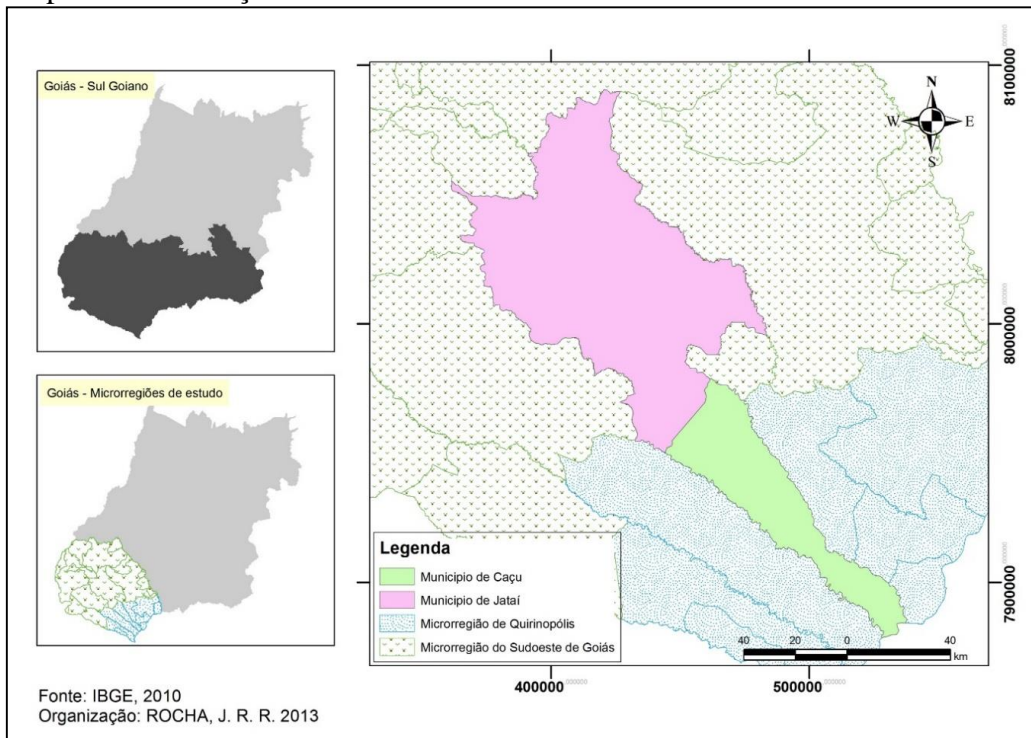 Goiás - Sul Goiano
Goiás - Microrregiões de estudo
N
W E
S
8100000
8000000
7900000
400000
500000
Legenda
Municipio de Caçu
Municipio de Jataí
Microrregião de Quirinopólis
Microrregião do Sudoeste de Goiás
40 20 0 40
km
Fonte: IBGE, 2010
Organização: ROCHA, J. R. R. 2013